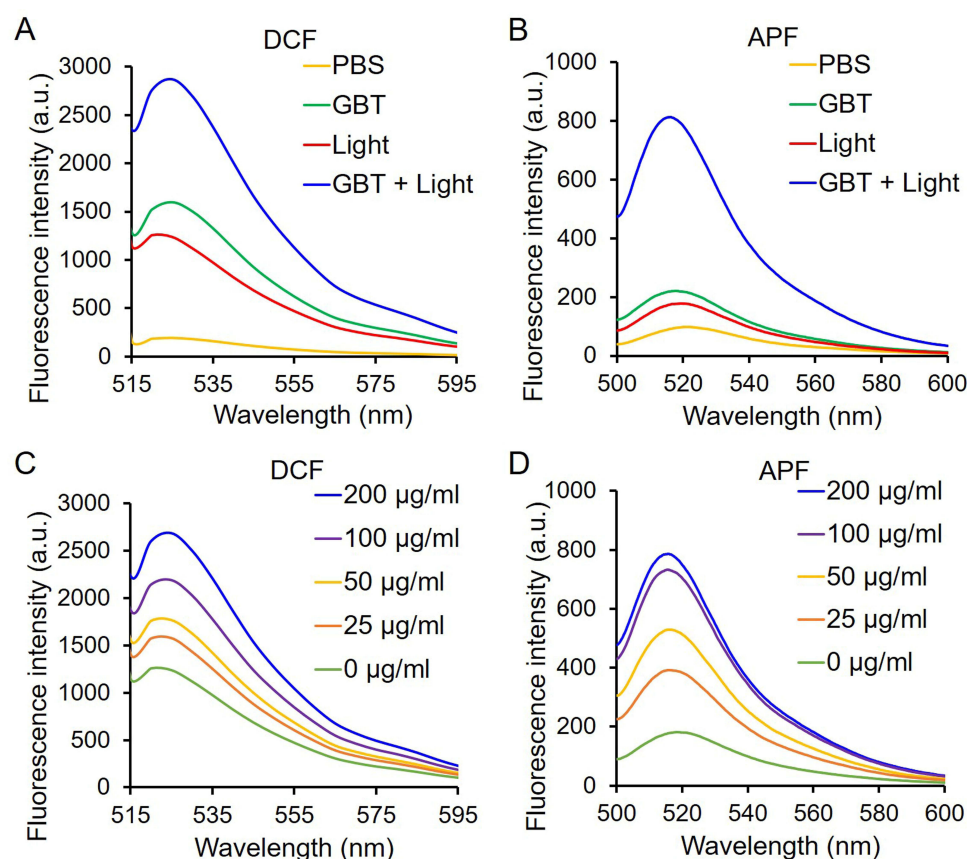 A
DCF
Fluorescence intensity (a.u.)
3000
2500
2000
1500
1000
500
0
PBS
GBT
Light
GBT + Light
515 535 555 575 595
Wavelength (nm)
B
APF
Fluorescence intensity (a.u.)
1000
800
600
400
200
0
PBS
GBT
Light
GBT + Light
500 520 540 560 580 600
Wavelength (nm)
C
DCF
Fluorescence intensity (a.u.)
3000
2500
2000
1500
1000
500
0
200 µg/ml
100 µg/ml
50 µg/ml
25 µg/ml
0 µg/ml
515 535 555 575 595
Wavelength (nm)
D
APF
Fluorescence intensity (a.u.)
1000
800
600
400
200
0
200 µg/ml
100 µg/ml
50 µg/ml
25 µg/ml
0 µg/ml
500 520 540 560 580 600
Wavelength (nm)